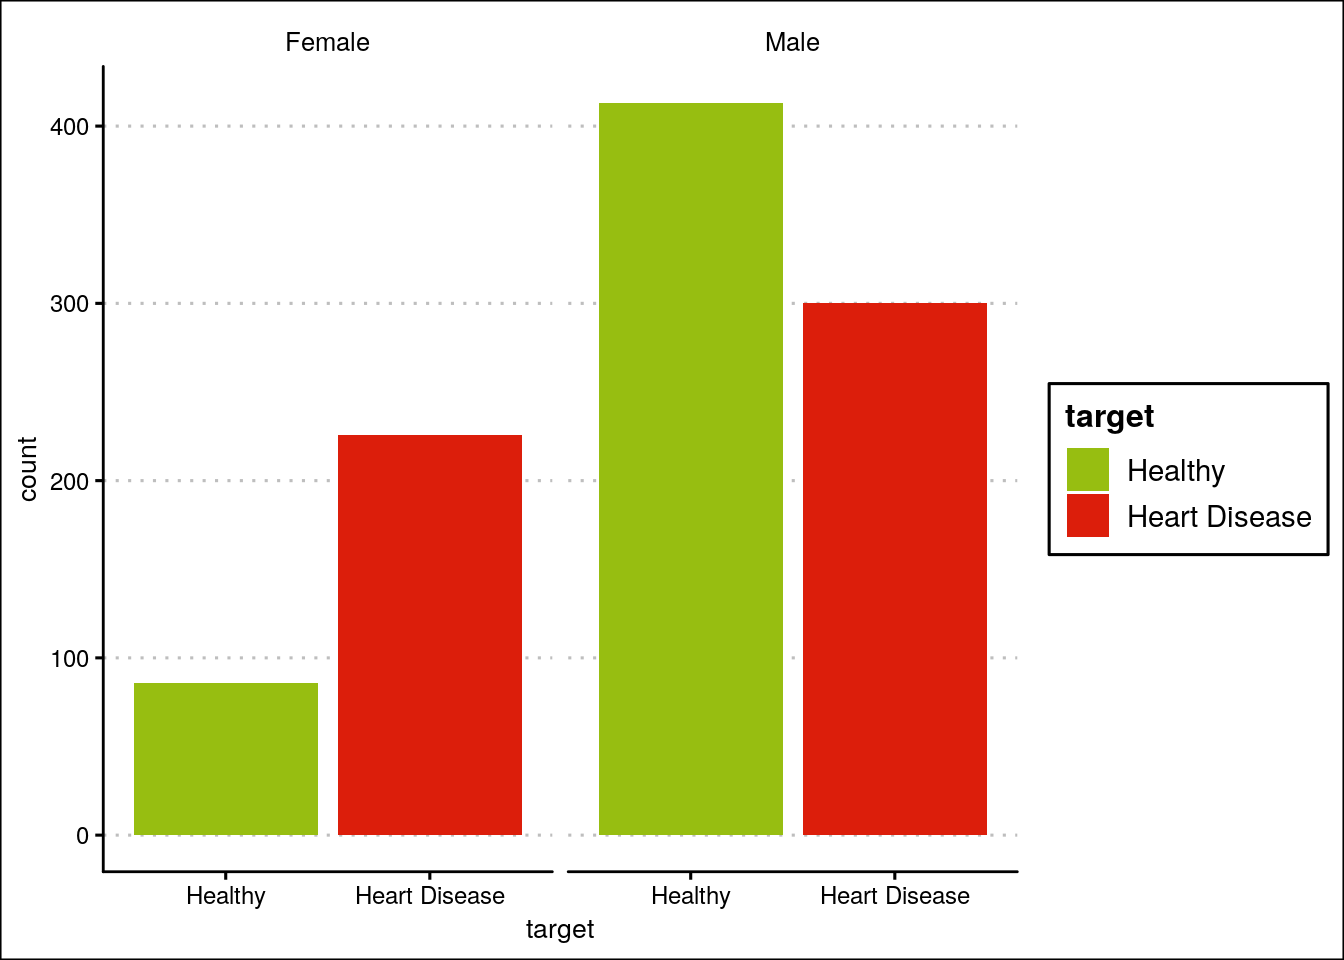 Female
Male
count
400
300
200
100
0
Healthy
Heart Disease
Healthy
Heart Disease
target
target
Healthy
Heart Disease